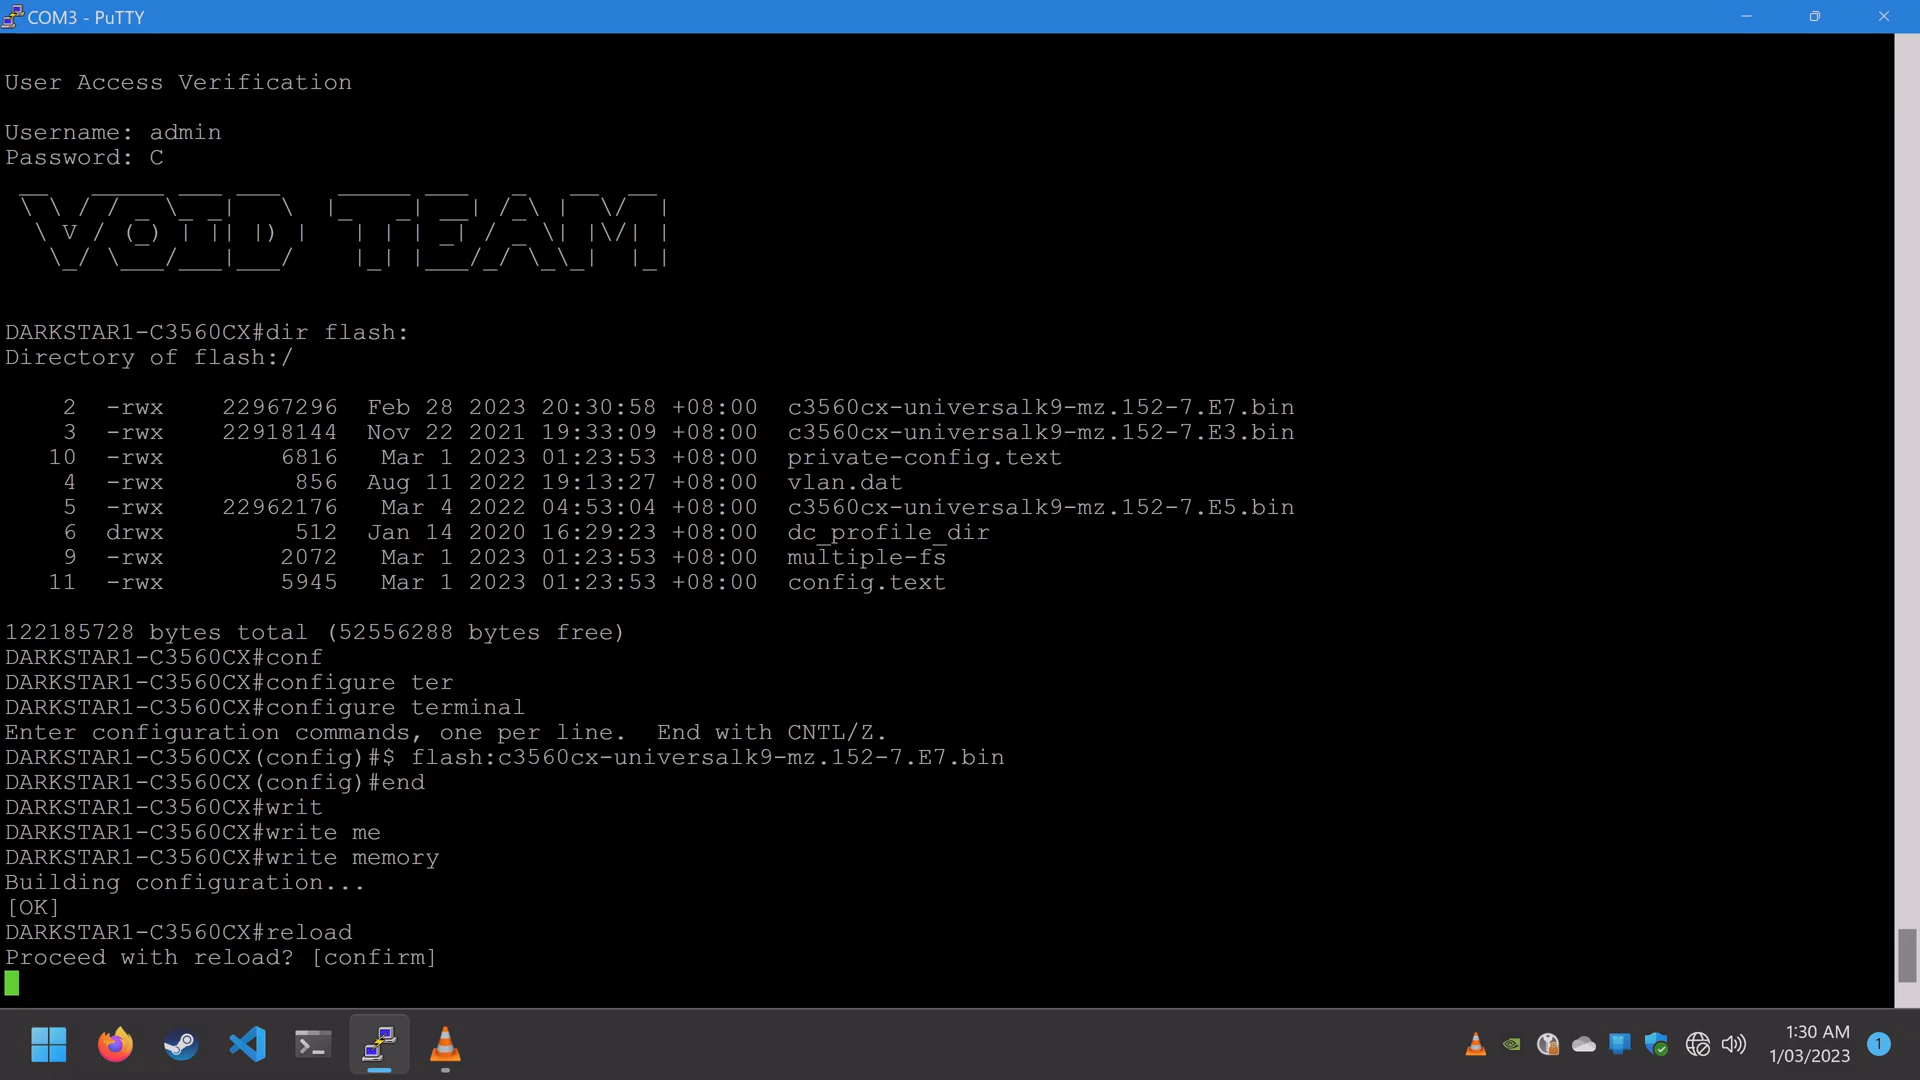 COM3 - PuTTY
User Access Verification
Username: admin
Password: C
VOID TEAM
DARKSTAR1-C3560CX#dir flash:
Directory of flash:/
2 -rwx 22967296 Feb 28 2023 20:30:58 +08:00 c3560cx-universalk9-mz.152-7.E7.bin
3 -rwx 22918144 Nov 22 2021 19:33:09 +08:00 c3560cx-universalk9-mz.152-7.E3.bin
10 -rwx 6816 Mar 1 2023 01:23:53 +08:00 private-config.text
4 -rwx 856 Aug 11 2022 19:13:27 +08:00 vlan.dat
5 -rwx 22962176 Mar 4 2022 04:53:04 +08:00 c3560cx-universalk9-mz.152-7.E5.bin
6 drwx 512 Jan 14 2020 16:29:23 +08:00 dc_profile_dir
9 -rwx 2072 Mar 1 2023 01:23:53 +08:00 multiple-fs
11 -rwx 5945 Mar 1 2023 01:23:53 +08:00 config.text
122185728 bytes total (52556288 bytes free)
DARKSTAR1-C3560CX#conf
DARKSTAR1-C3560CX#configure ter
DARKSTAR1-C3560CX#configure terminal
Enter configuration commands, one per line. End with CNTL/Z.
DARKSTAR1-C3560CX(config)#$ flash:c3560cx-universalk9-mz.152-7.E7.bin
DARKSTAR1-C3560CX(config)#end
DARKSTAR1-C3560CX#writ
DARKSTAR1-C3560CX#write me
DARKSTAR1-C3560CX#write memory
Building configuration...
[OK]
DARKSTAR1-C3560CX#reload
Proceed with reload? [confirm]
1:30 AM
1/03/2023
1